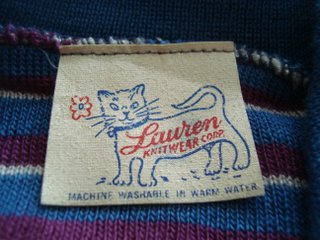 Lauren
KNITWEAR CORP.
MACHINE WASHABLE IN WARM WATER